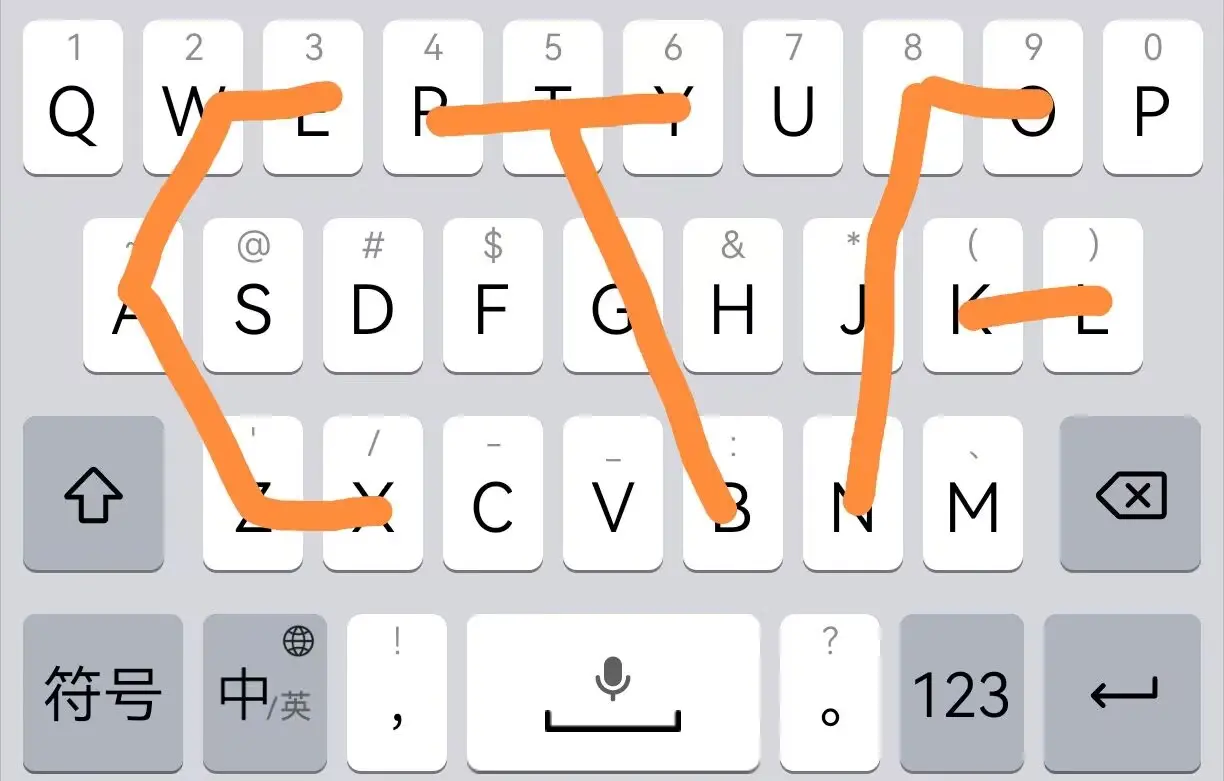 1 2 3 4 5 6 7 8 9 0
Q W E R T Y U O P
~ @ # $ & * ( )
A S D F G H J K L
' / - _ : 、
Z X C V B N M
! ?
符号 中/英 , 。 123